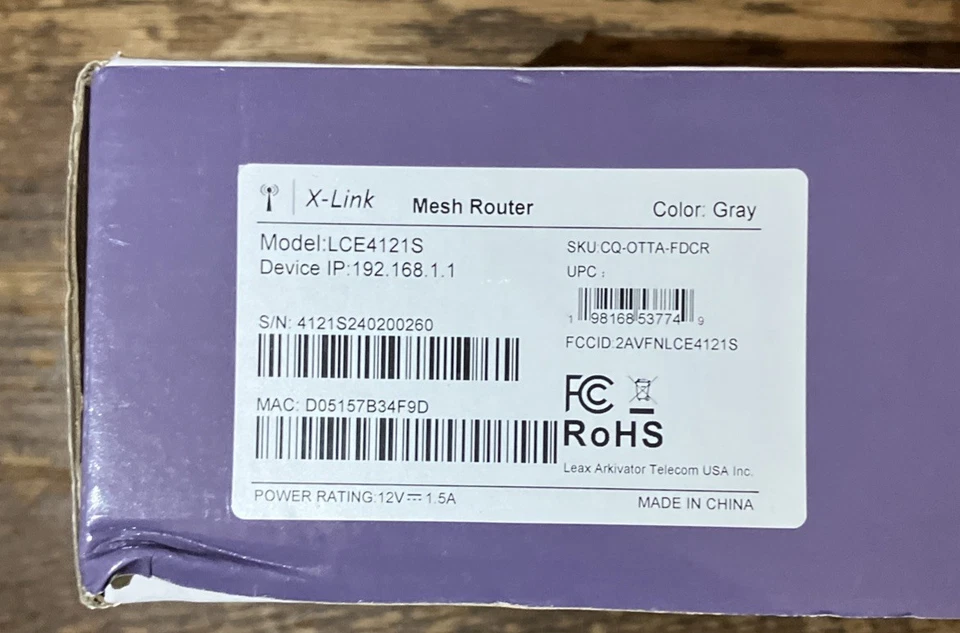 X-Link Mesh Router Color: Gray
Model:LCE4121S
Device IP:192.168.1.1
SKU:CQ-OTTA-FDCR
UPC :
1 98168 53774 9
S/N: 4121S240200260
FCCID:2AVFNLCE4121S
MAC: D05157B34F9D
FC
RoHS
Leax Arkivator Telecom USA Inc.
POWER RATING:12V⎓1.5A
MADE IN CHINA